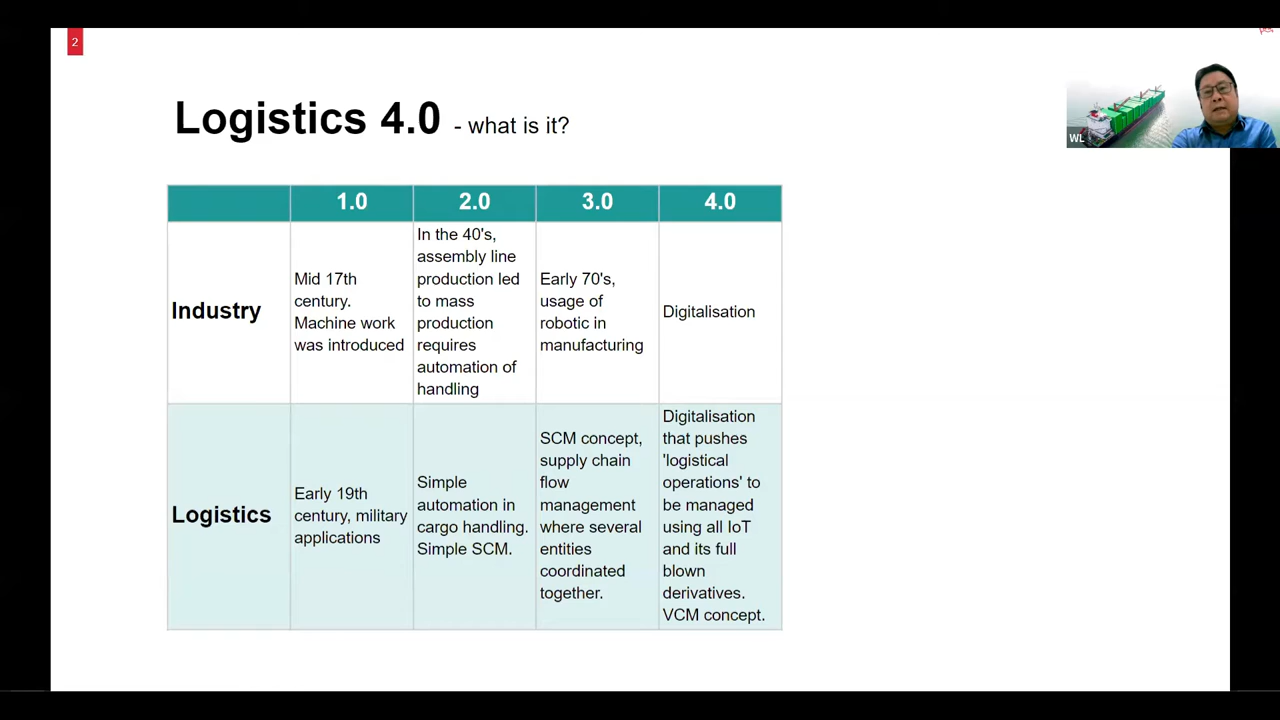 2
Logistics 4.0 - what is it?
WL
1.0
2.0
3.0
4.0
Industry
Mid 17th
century.
Machine work
was introduced
In the 40's,
assembly line
production led
to mass
production
requires
automation of
handling
Early 70's,
usage of
robotic in
manufacturing
Digitalisation
Logistics
Early 19th
century, military
applications
Simple
automation in
cargo handling.
Simple SCM.
SCM concept,
supply chain
flow
management
where several
entities
coordinated
together.
Digitalisation
that pushes
'logistical
operations' to
be managed
using all IoT
and its full
blown
derivatives.
VCM concept.